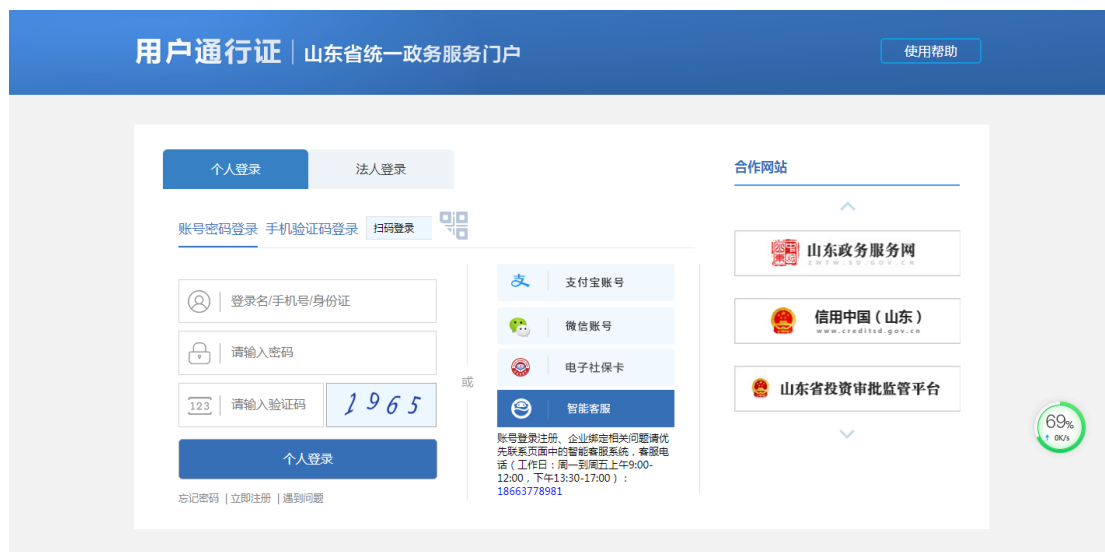 用户通行证 | 山东省统一政务服务门户
使用帮助
个人登录
法人登录
账号密码登录
手机验证码登录
扫码登录
登录名/手机号/身份证
请输入密码
123
请输入验证码
1965
个人登录
忘记密码 | 立即注册 | 遇到问题
或
支付宝账号
微信账号
电子社保卡
智能客服
账号登录注册、企业绑定相关问题请优
先联系页面中的智能客服系统，客服电
话（工作日：周一到周五上午9:00-
12:00，下午13:30-17:00）：
18663778981
合作网站
山东政务服务网
ZWFW.SD.GOV.CN
信用中国（山东）
www.creditsd.gov.cn
山东省投资审批监管平台
69%
↑ 0K/s